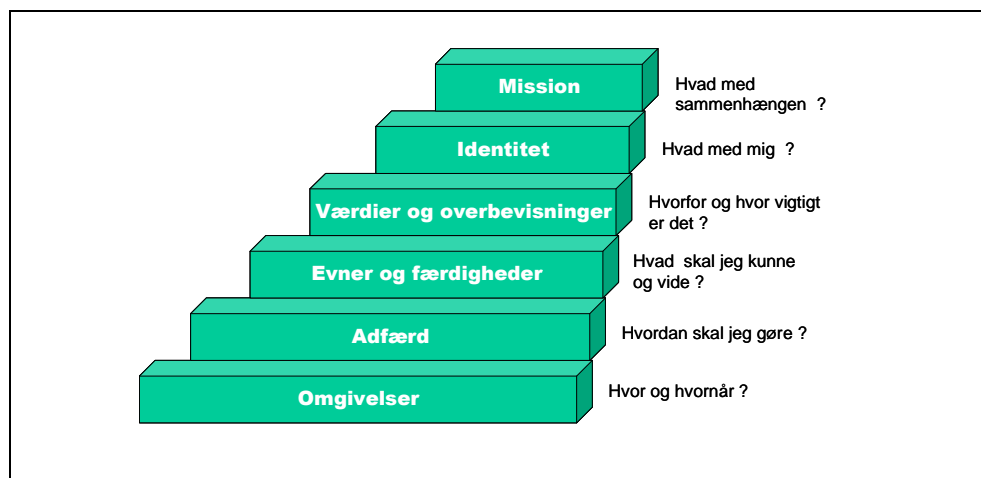 Mission
Hvad med
sammenhængen ?
Identitet
Hvad med mig ?
Værdier og overbevisninger
Hvorfor og hvor vigtigt
er det ?
Evner og færdigheder
Hvad skal jeg kunne
og vide ?
Adfærd
Hvordan skal jeg gøre ?
Omgivelser
Hvor og hvornår ?